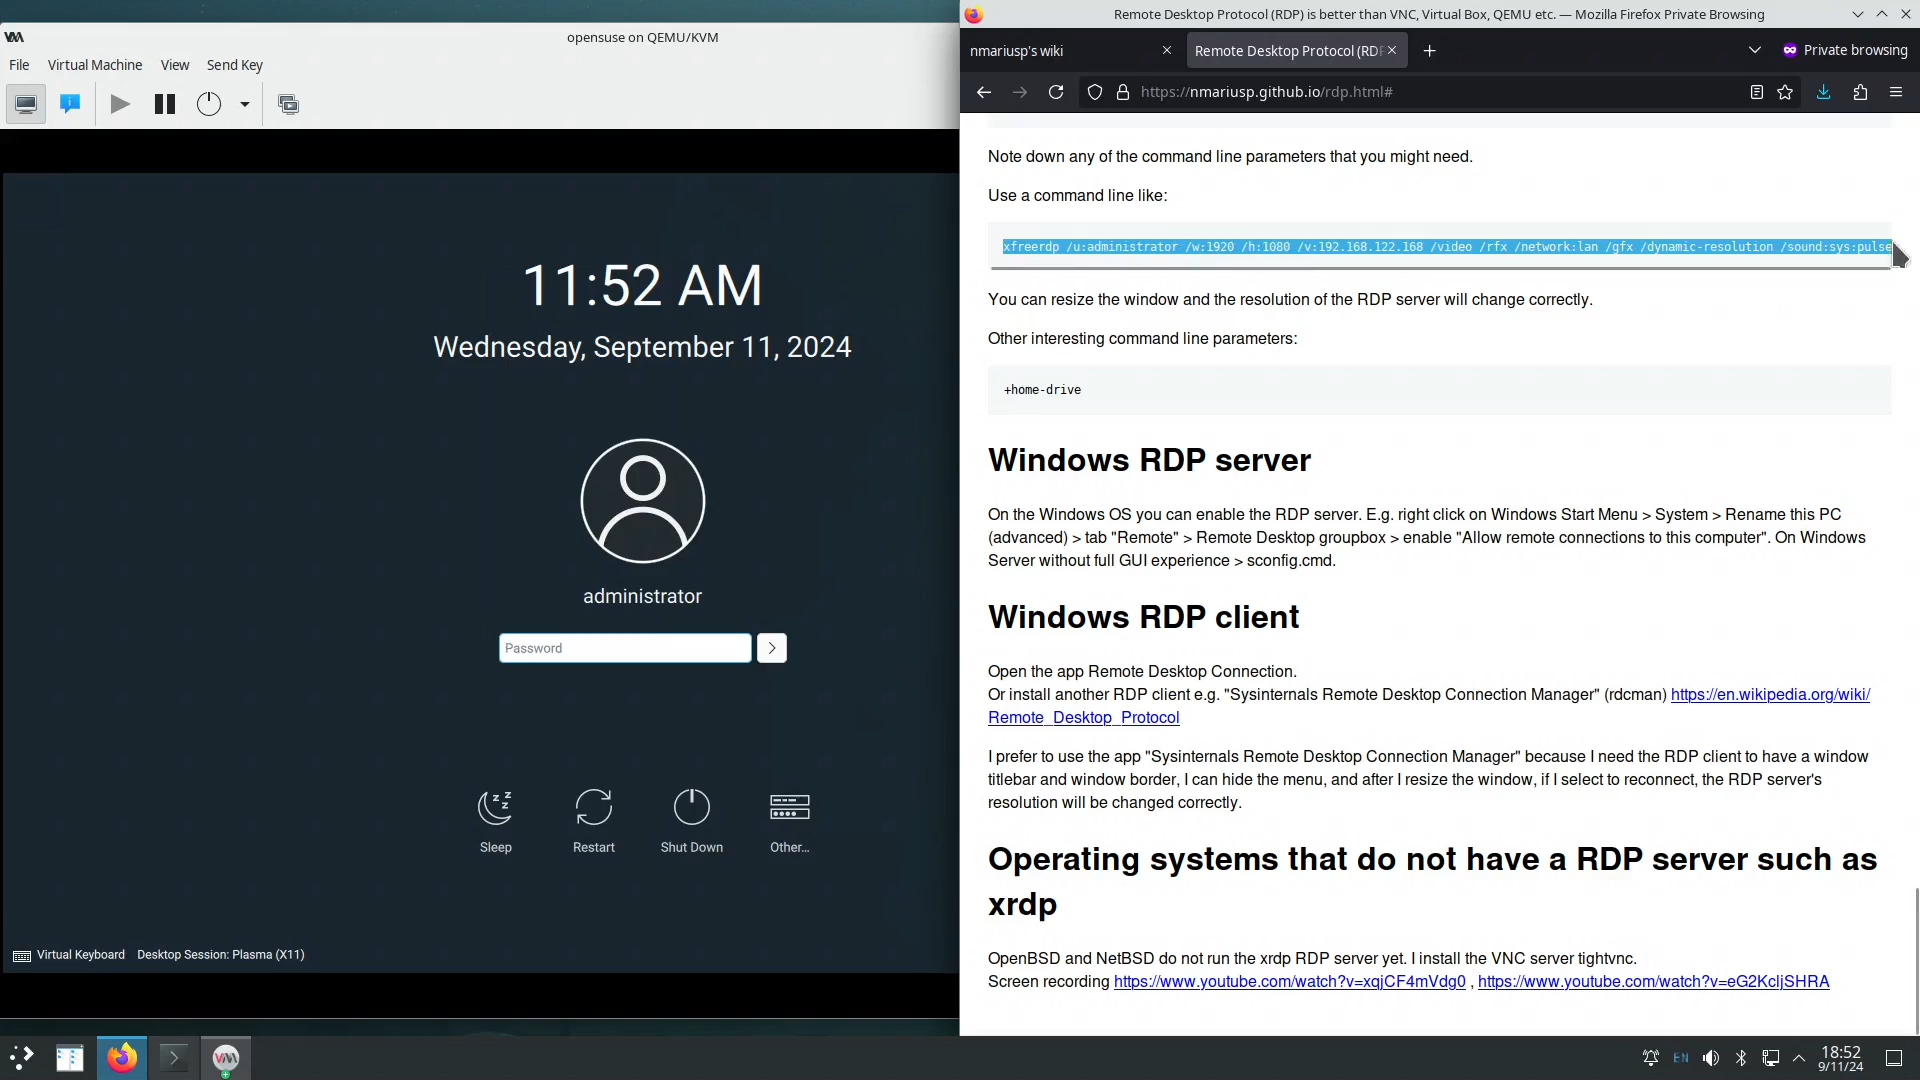 opensuse on QEMU/KVM
File Virtual Machine View Send Key
11:52 AM
Wednesday, September 11, 2024
administrator
Password
Sleep Restart Shut Down Other...
Virtual Keyboard Desktop Session: Plasma (X11)
Remote Desktop Protocol (RDP) is better than VNC, Virtual Box, QEMU etc. — Mozilla Firefox Private Browsing
nmariusp's wiki
Remote Desktop Protocol (RDP
Private browsing
https://nmariusp.github.io/rdp.html#
Note down any of the command line parameters that you might need.
Use a command line like:
xfreerdp /u:administrator /w:1920 /h:1080 /v:192.168.122.168 /video /rfx /network:lan /gfx /dynamic-resolution /sound:sys:pulse
You can resize the window and the resolution of the RDP server will change correctly.
Other interesting command line parameters:
+home-drive
Windows RDP server
On the Windows OS you can enable the RDP server. E.g. right click on Windows Start Menu > System > Rename this PC
(advanced) > tab "Remote" > Remote Desktop groupbox > enable "Allow remote connections to this computer". On Windows
Server without full GUI experience > sconfig.cmd.
Windows RDP client
Open the app Remote Desktop Connection.
Or install another RDP client e.g. "Sysinternals Remote Desktop Connection Manager" (rdcman) https://en.wikipedia.org/wiki/
Remote_Desktop_Protocol
I prefer to use the app "Sysinternals Remote Desktop Connection Manager" because I need the RDP client to have a window
titlebar and window border, I can hide the menu, and after I resize the window, if I select to reconnect, the RDP server's
resolution will be changed correctly.
Operating systems that do not have a RDP server such as
xrdp
OpenBSD and NetBSD do not run the xrdp RDP server yet. I install the VNC server tightvnc.
Screen recording https://www.youtube.com/watch?v=xqjCF4mVdg0 , https://www.youtube.com/watch?v=eG2KcljSHRA
EN
18:52
9/11/24